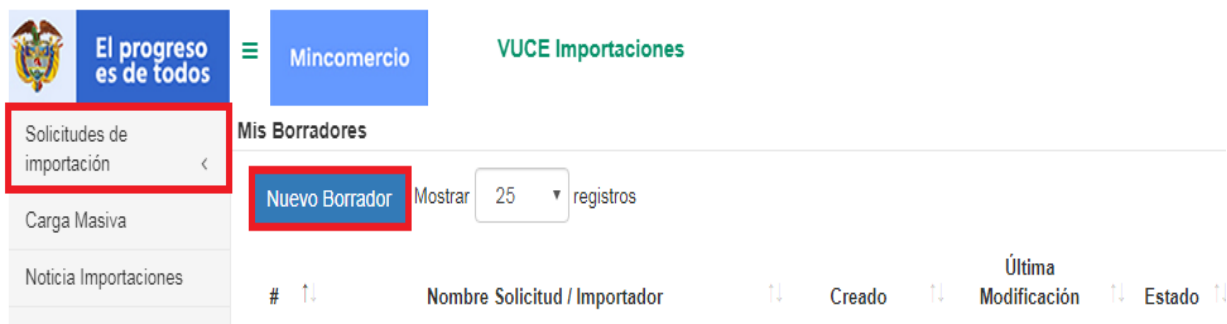 El progreso
es de todos
Mincomercio
VUCE Importaciones
Solicitudes de
importación
Carga Masiva
Noticia Importaciones
Mis Borradores
Nuevo Borrador Mostrar 25 registros
# Nombre Solicitud / Importador Creado Última Modificación Estado